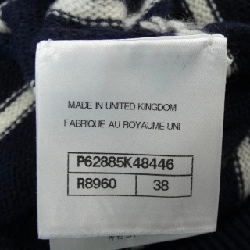 MADE IN UNITED KINGDOM
FABRIQUE AU ROYAUME UNI
P62885K48446
R8960 38